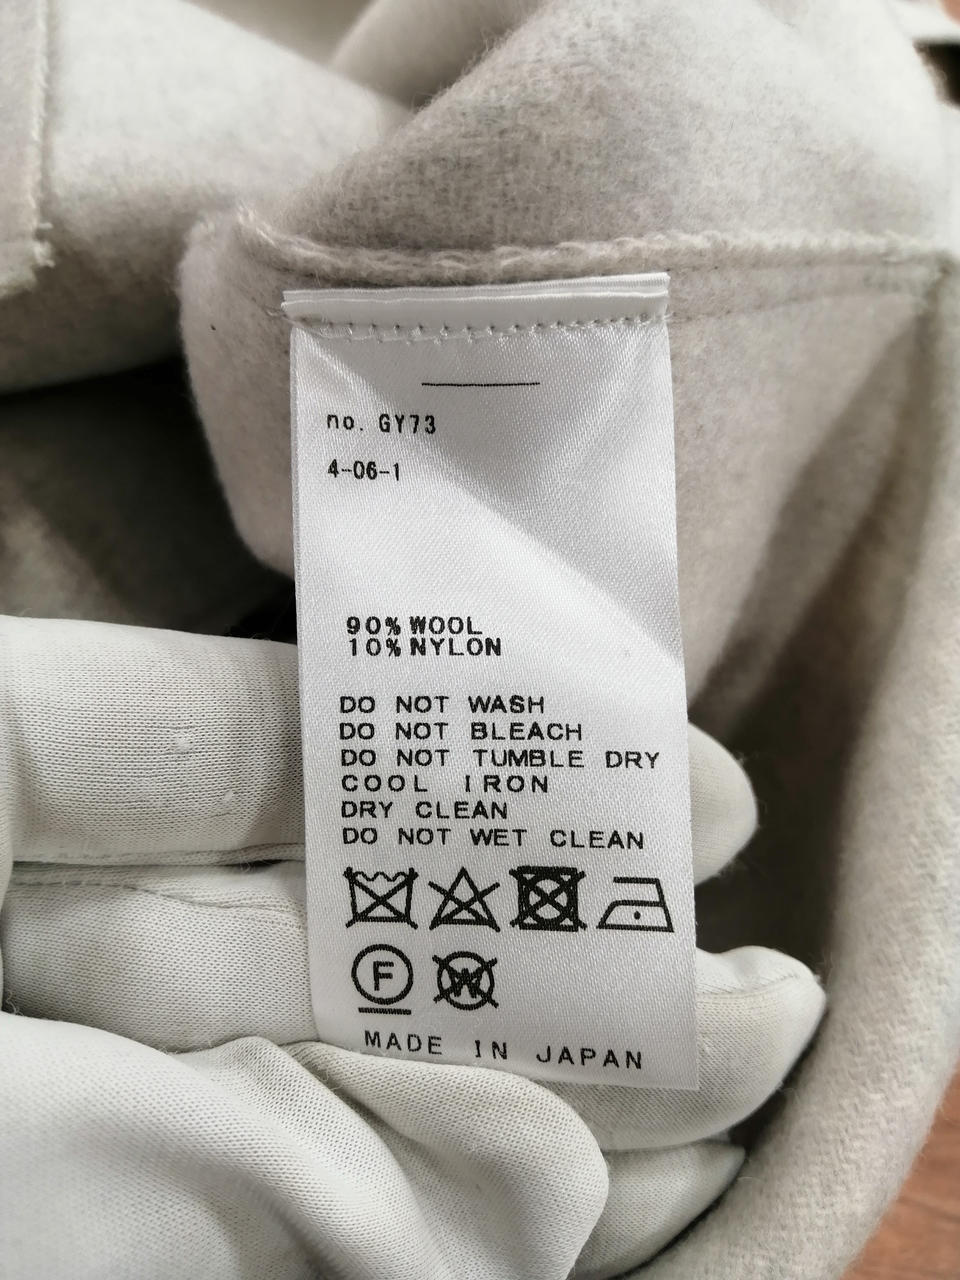 no. GY73
4-06-1
90% WOOL
10% NYLON
DO NOT WASH
DO NOT BLEACH
DO NOT TUMBLE DRY
COOL IRON
DRY CLEAN
DO NOT WET CLEAN
F W
MADE IN JAPAN